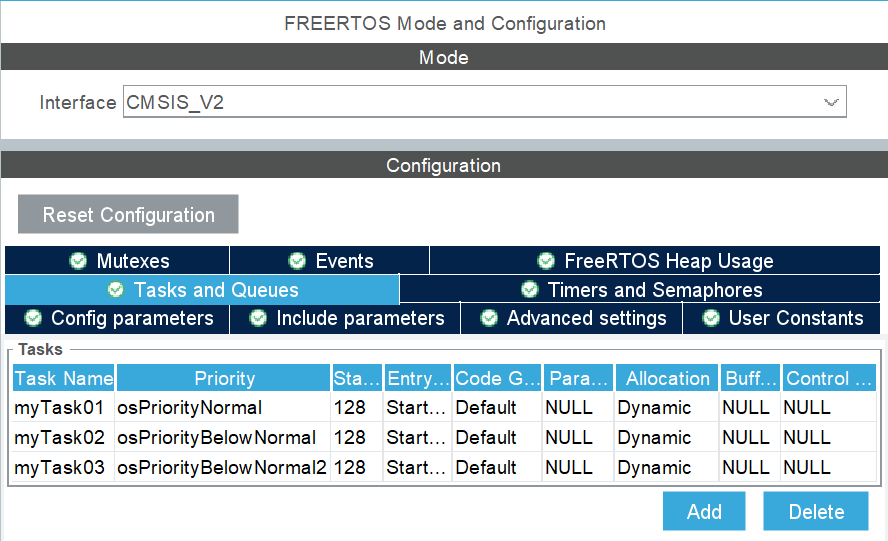 FREERTOS Mode and Configuration
Mode
Interface CMSIS_V2
Configuration
Reset Configuration
Mutexes Events FreeRTOS Heap Usage
Tasks and Queues Timers and Semaphores
Config parameters Include parameters Advanced settings User Constants
Tasks
Task Name Priority Sta... Entry... Code G... Para... Allocation Buff... Control ...
myTask01 osPriorityNormal 128 Start... Default NULL Dynamic NULL NULL
myTask02 osPriorityBelowNormal 128 Start... Default NULL Dynamic NULL NULL
myTask03 osPriorityBelowNormal2 128 Start... Default NULL Dynamic NULL NULL
Add Delete